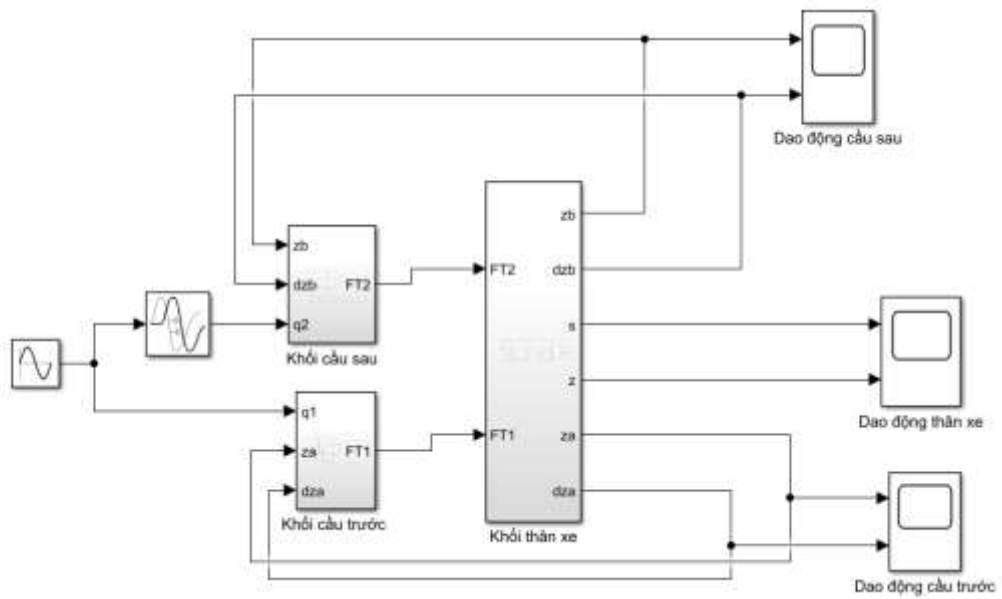 Dao động cầu sau
zb
dzb
q2
FT2
Khối cầu sau
q1
za
dza
FT1
Khối cầu trước
FT2
FT1
zb
dzb
s
z
za
dza
Khối thân xe
Dao động thân xe
Dao động cầu trước